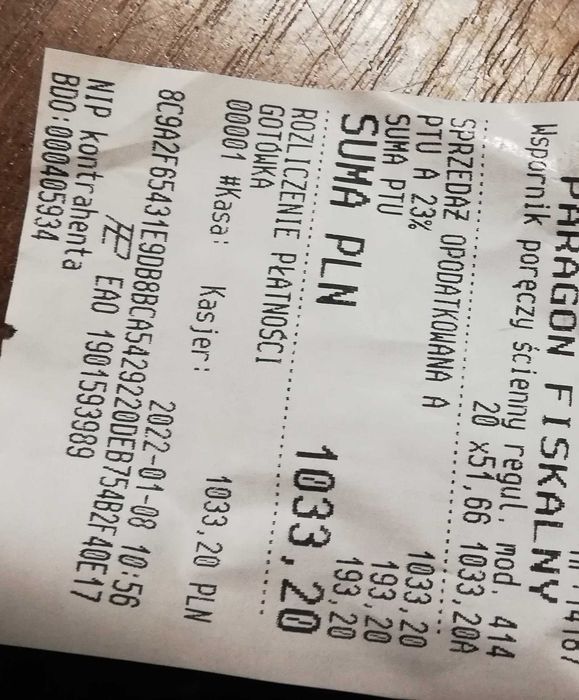 14187
PARAGON FISKALNY
Wspornik poręczy ścienny regul. mod. 414
20 x51,66 1033,20A
SPRZEDAŻ OPODATKOWANA A 1033,20
PTU A 23% 193,20
SUMA PTU 193,20
SUMA PLN 1033,20
ROZLICZENIE PŁATNOŚCI
GOTÓWKA 1033,20 PLN
00001 #Kasa: Kasjer: 2022-01-08 10:56
8C9A2F65431E9DB8BCA5429220DEB754B2F40E17
EAO 1901593989
NIP kontrahenta
BDO:000405934